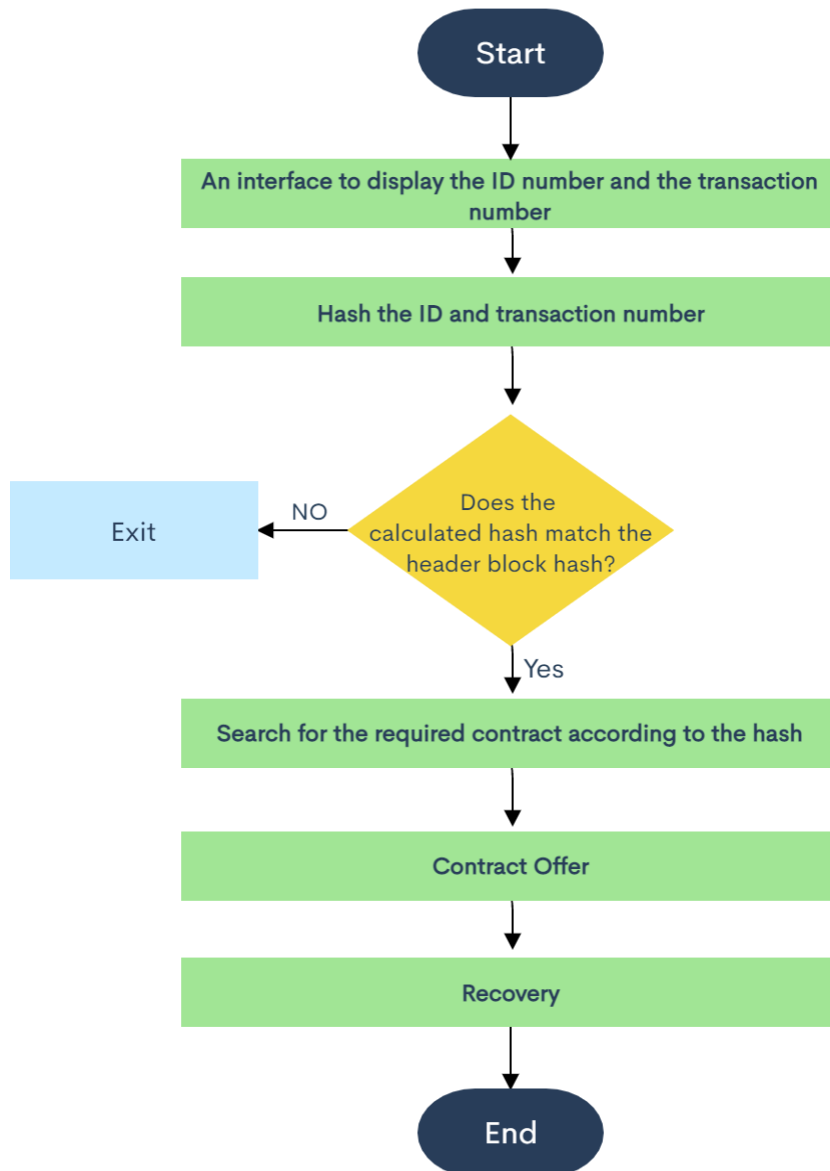 Start
An interface to display the ID number and the transaction
number
Hash the ID and transaction number
Does the
calculated hash match the
header block hash?
NO
Exit
Yes
Search for the required contract according to the hash
Contract Offer
Recovery
End